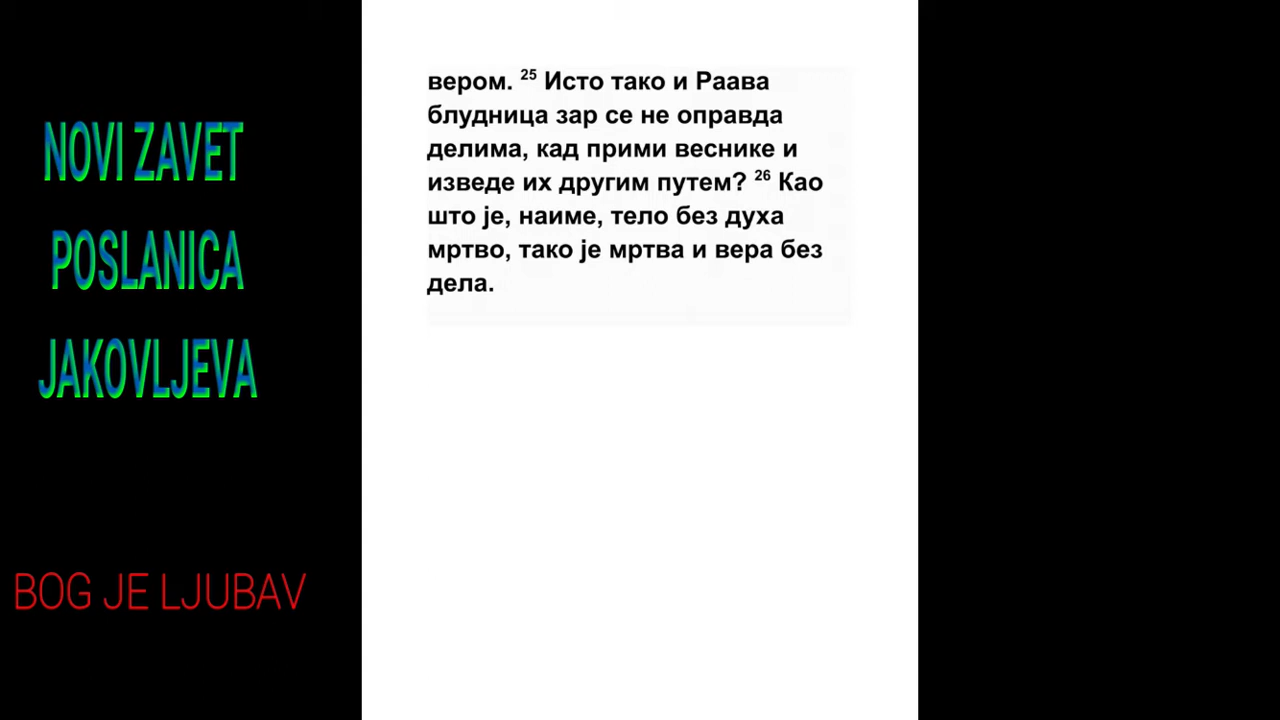 NOVI ZAVET
POSLANICA
JAKOVLJEVA
BOG JE LJUBAV
вером. 25 Исто тако и Раава
блудница зар се не оправда
делима, кад прими веснике и
изведе их другим путем? 26 Као
што је, наиме, тело без духа
мртво, тако је мртва и вера без
дела.